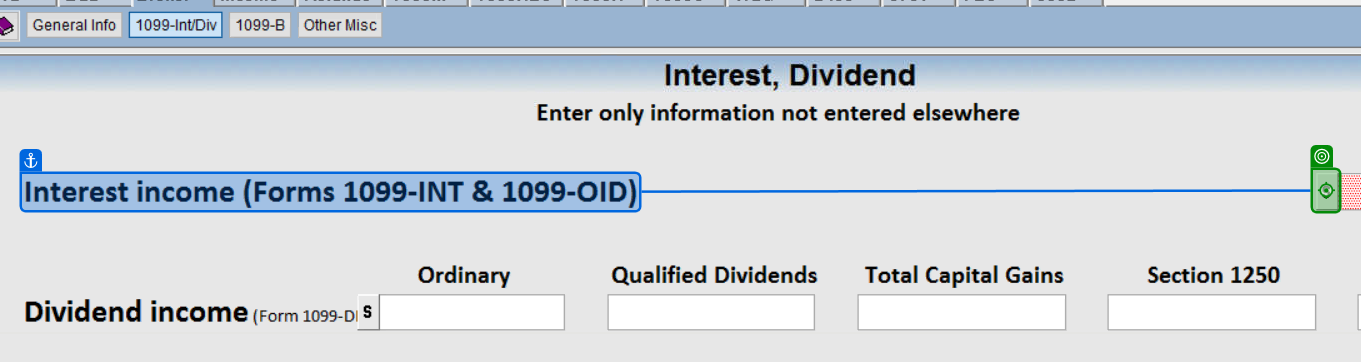 General Info 1099-Int/Div 1099-B Other Misc
Interest, Dividend
Enter only information not entered elsewhere
Interest income (Forms 1099-INT & 1099-OID)
Ordinary Qualified Dividends Total Capital Gains Section 1250
Dividend income (Form 1099-DI S